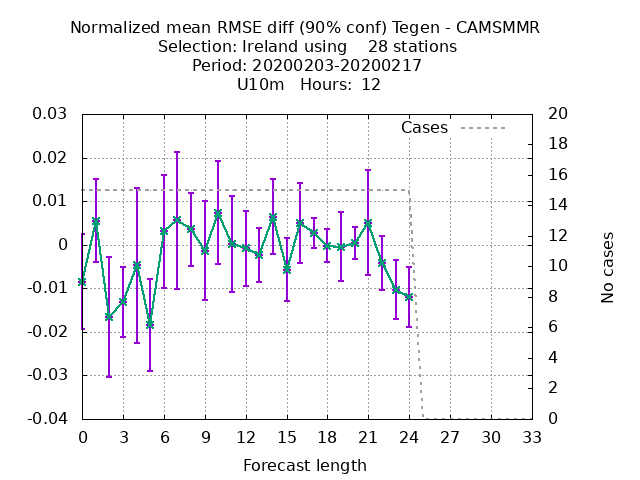 Normalized mean RMSE diff (90% conf) Tegen - CAMSMMR
Selection: Ireland using    28 stations
Period: 20200203-20200217
U10m   Hours:  12
Cases
0.03
0.02
0.01
0
-0.01
-0.02
-0.03
-0.04
20
18
16
14
12
10
8
6
4
2
0
No cases
0 3 6 9 12 15 18 21 24 27 30 33
Forecast length